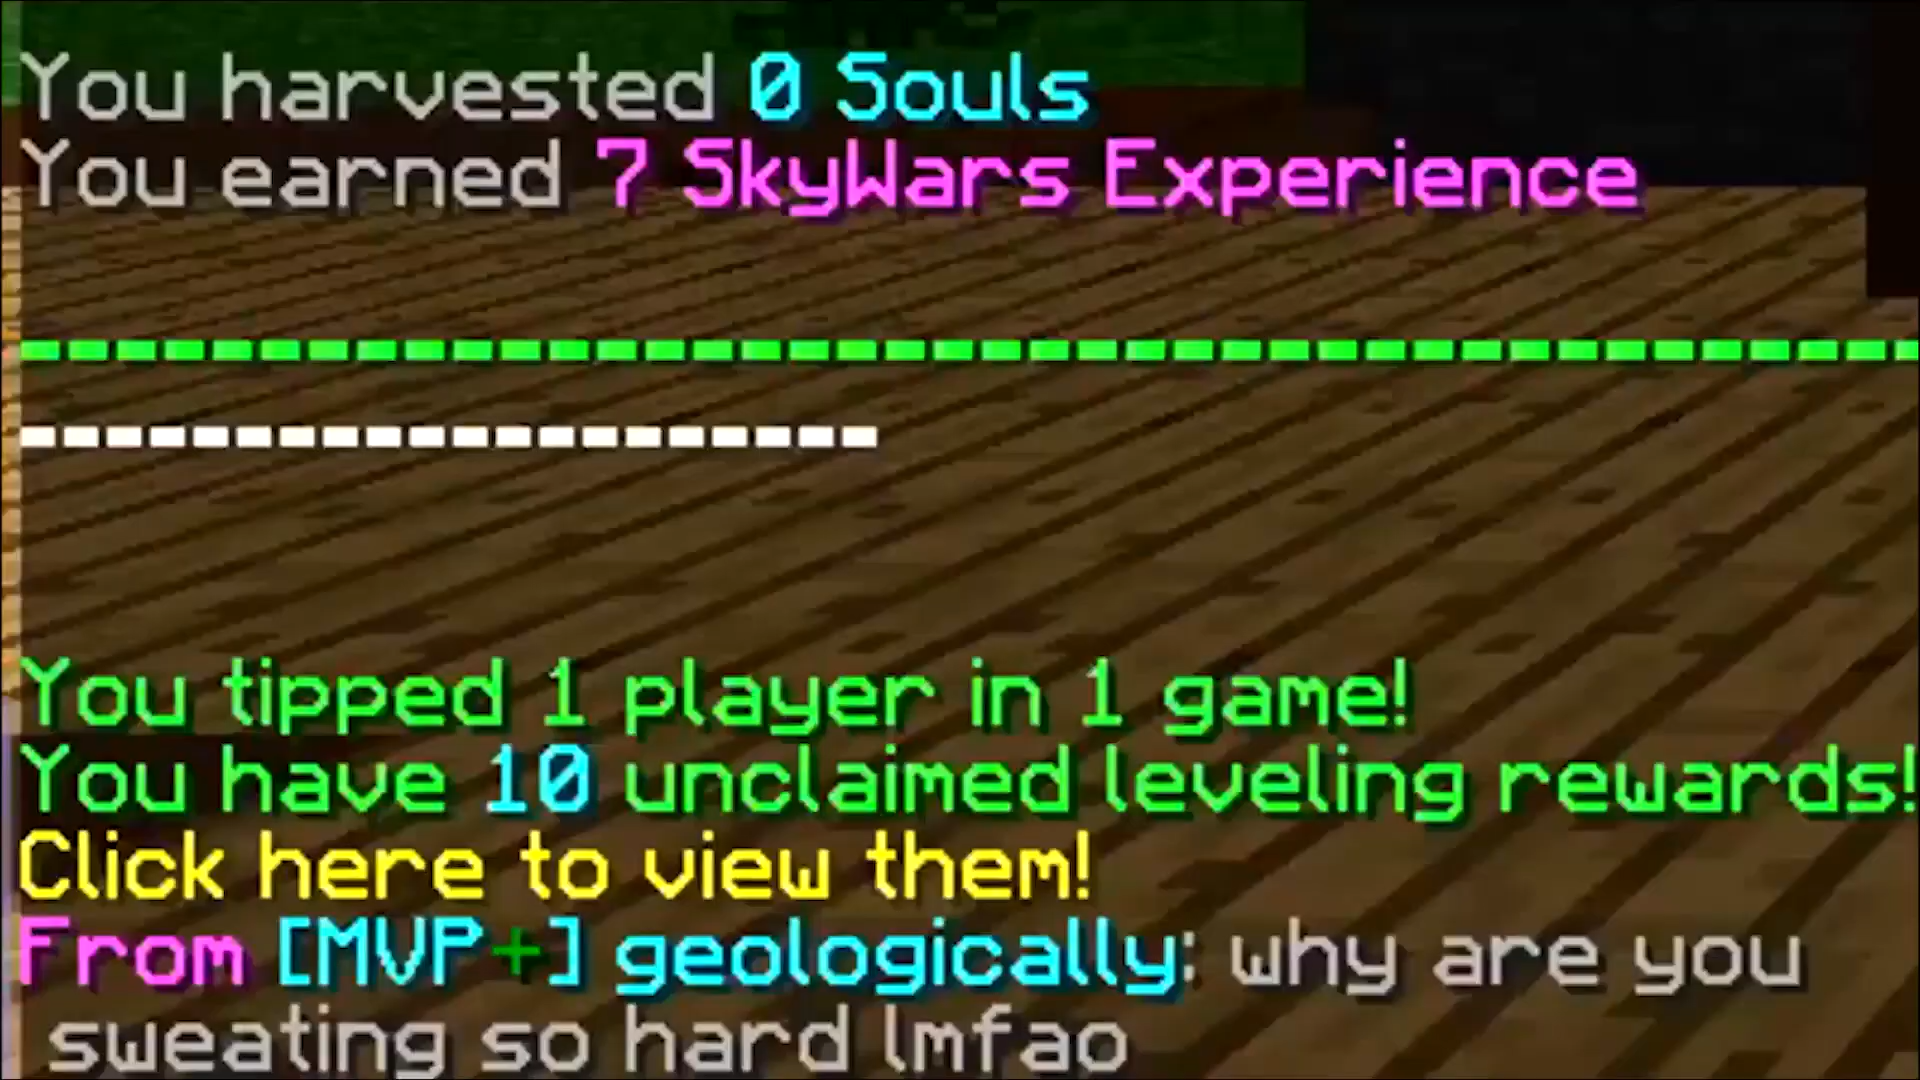 You harvested 0 Souls
You earned 7 SkyWars Experience
You tipped 1 player in 1 game!
You have 10 unclaimed leveling rewards!
Click here to view them!
From [MVP+] geologically: why are you
sweating so hard lmfao